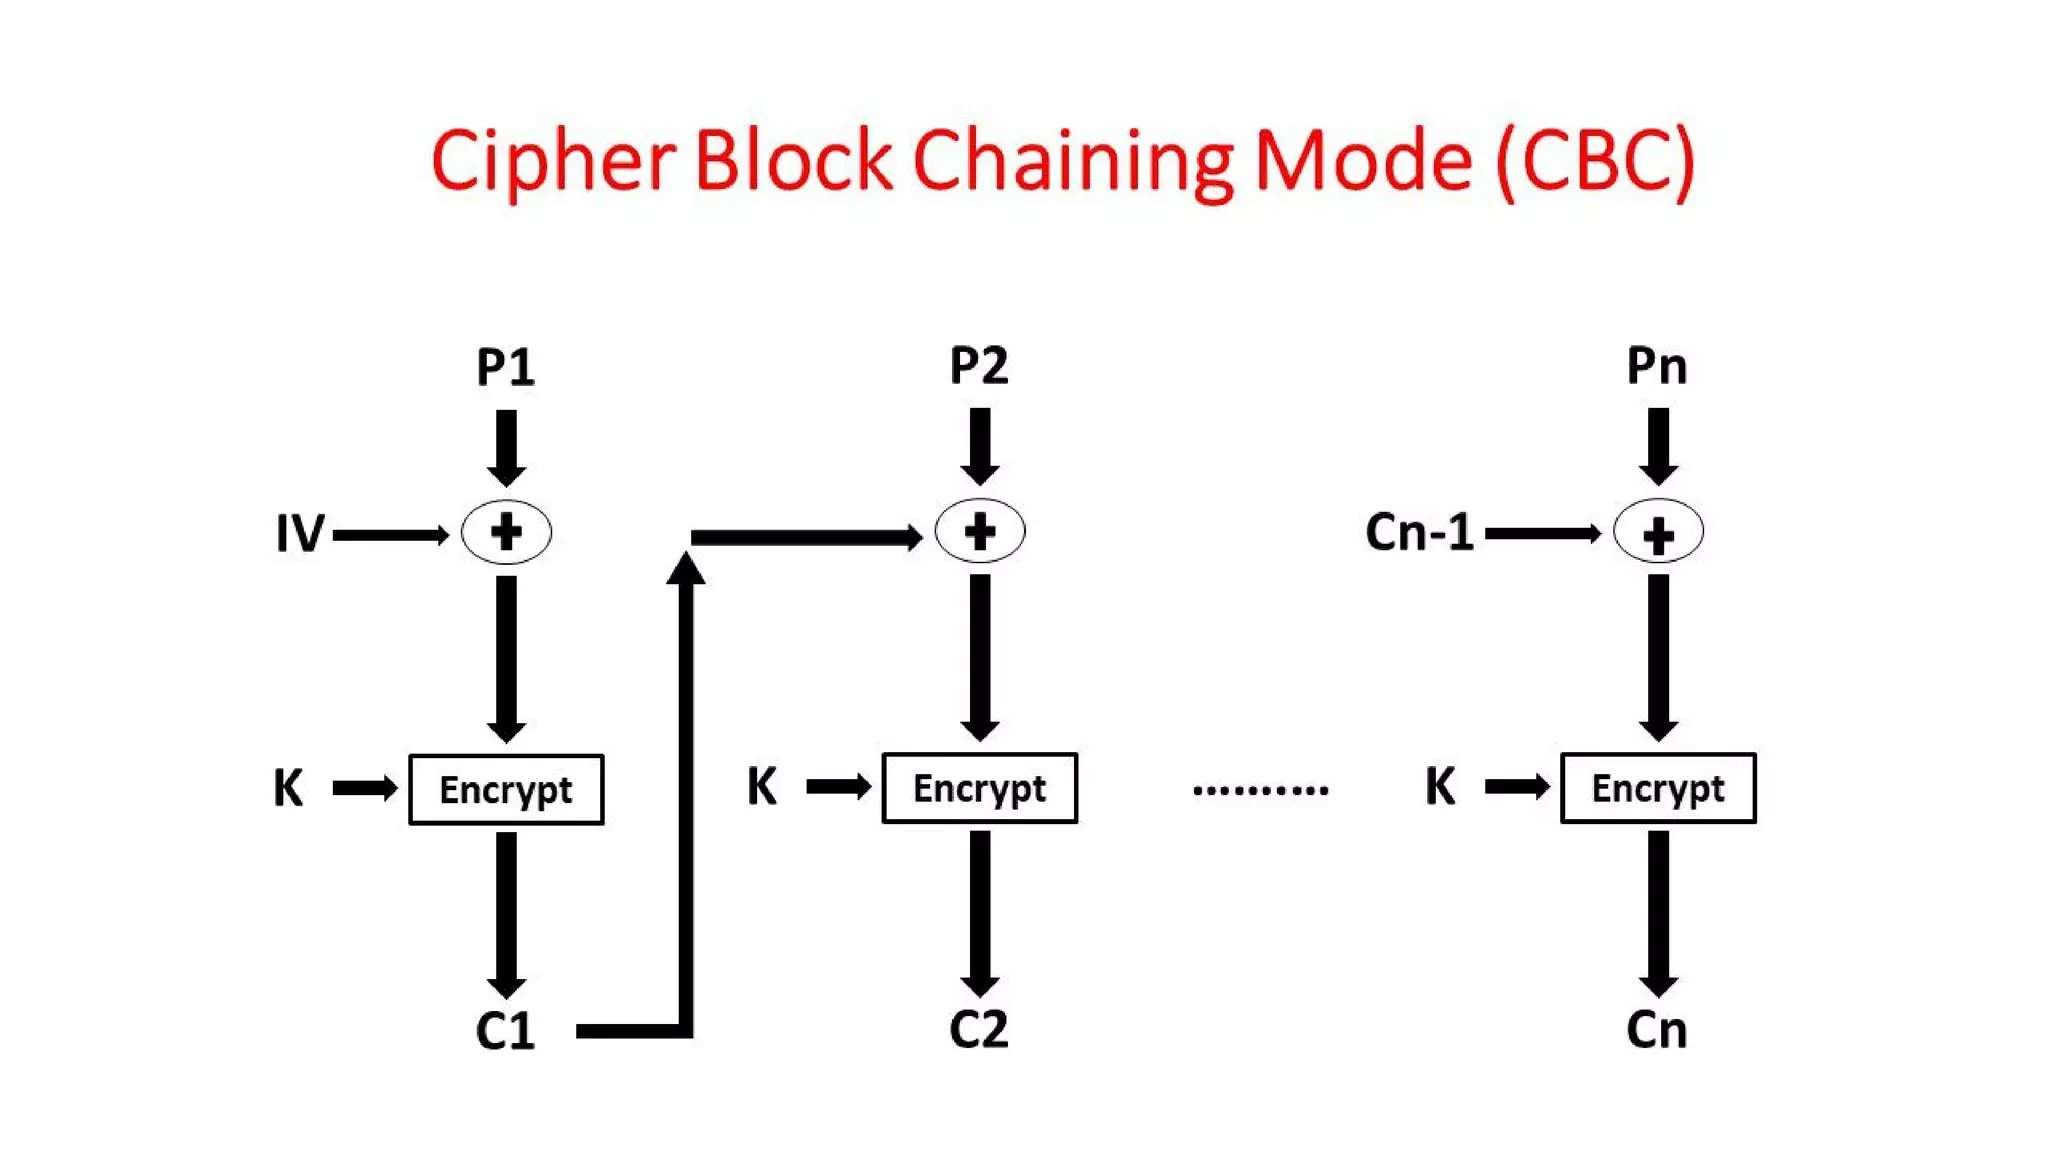 Cipher Block Chaining Mode (CBC)
P1 P2 Pn
IV + + Cn-1 +
K Encrypt K Encrypt .......... K Encrypt
C1 C2 Cn